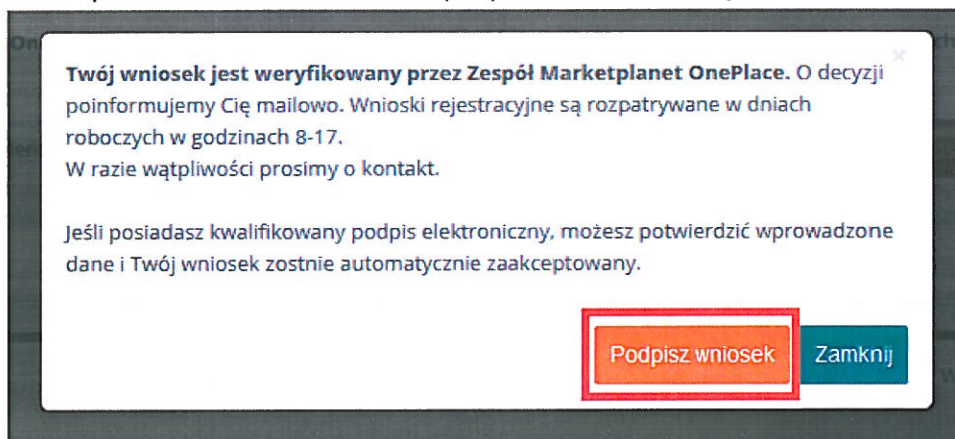 Twój wniosek jest weryfikowany przez Zespół Marketplanet OnePlace. O decyzji
poinformujemy Cię mailowo. Wnioski rejestracyjne są rozpatrywane w dniach
roboczych w godzinach 8-17.
W razie wątpliwości prosimy o kontakt.
Jeśli posiadasz kwalifikowany podpis elektroniczny, możesz potwierdzić wprowadzone
dane i Twój wniosek zostnie automatycznie zaakceptowany.
Podpisz wniosek Zamknij